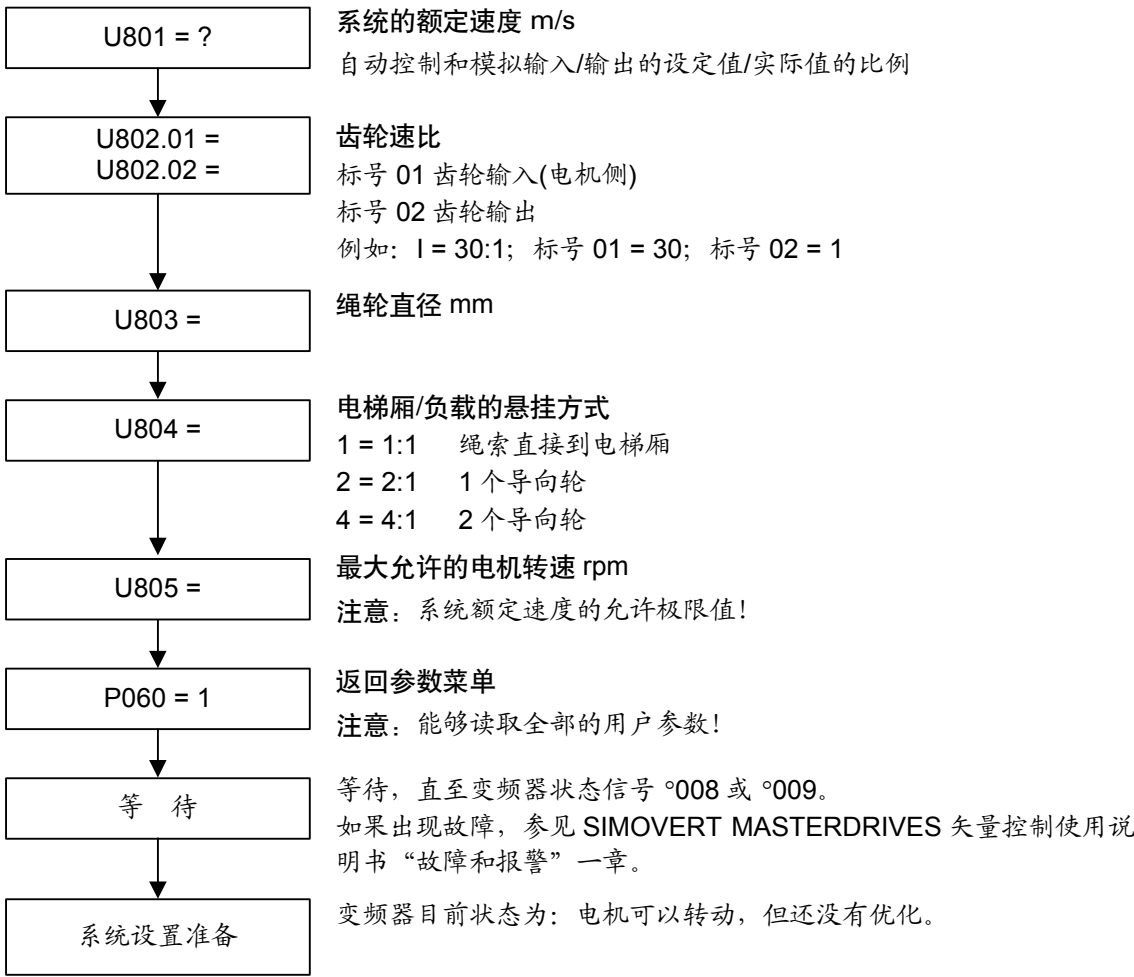 U801 = ?
系统的额定速度 m/s
自动控制和模拟输入/输出的设定值/实际值的比例
U802.01 =
U802.02 =
齿轮速比
标号 01 齿轮输入(电机侧)
标号 02 齿轮输出
例如：I = 30:1；标号 01 = 30；标号 02 = 1
U803 =
绳轮直径 mm
U804 =
电梯厢/负载的悬挂方式
1 = 1:1 绳索直接到电梯厢
2 = 2:1 1 个导向轮
4 = 4:1 2 个导向轮
U805 =
最大允许的电机转速 rpm
注意：系统额定速度的允许极限值！
P060 = 1
返回参数菜单
注意：能够读取全部的用户参数！
等 待
等待，直至变频器状态信号 °008 或 °009。
如果出现故障，参见 SIMOVERT MASTERDRIVES 矢量控制使用说
明书“故障和报警”一章。
系统设置准备
变频器目前状态为：电机可以转动，但还没有优化。